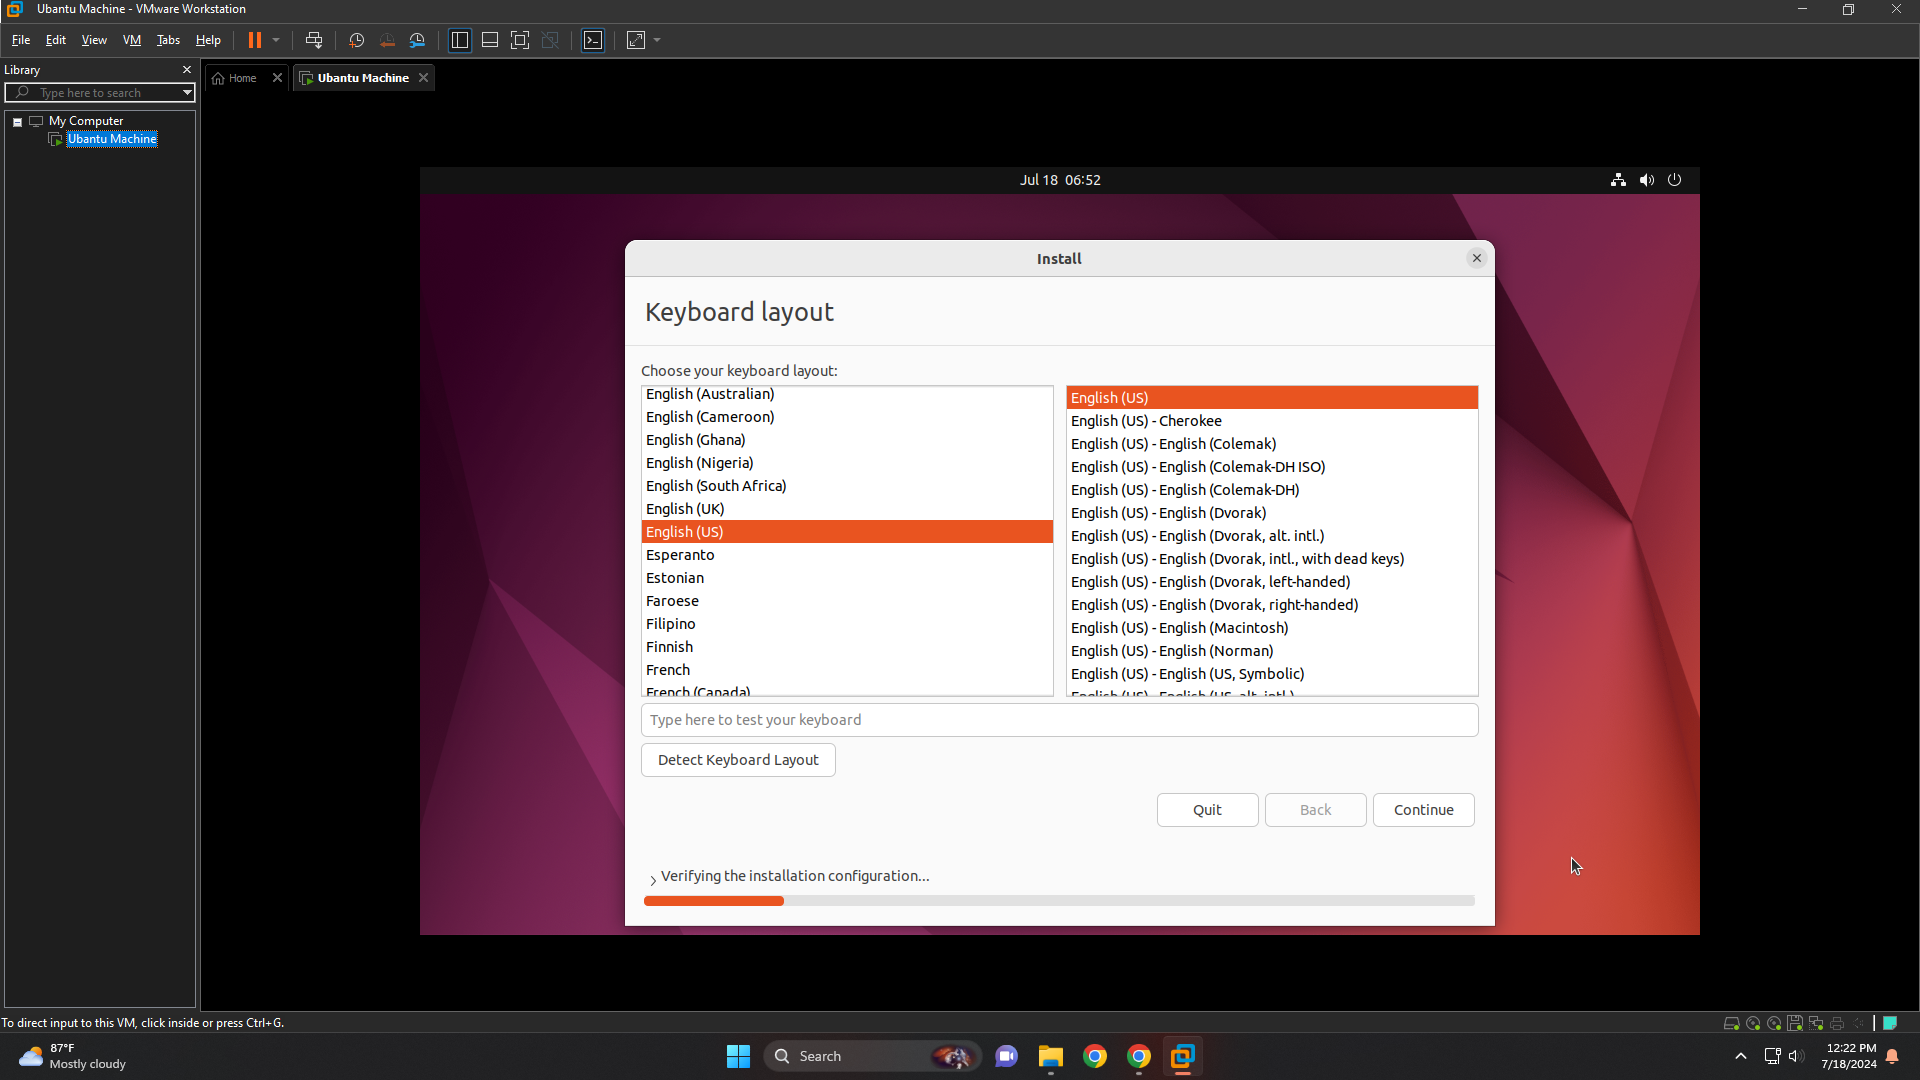 Ubantu Machine - VMware Workstation
File Edit View VM Tabs Help
Library
Home
Ubantu Machine
Type here to search
My Computer
Ubantu Machine
Jul 18 06:52
Install
Keyboard layout
Choose your keyboard layout:
English (Australian)
English (Cameroon)
English (Ghana)
English (Nigeria)
English (South Africa)
English (UK)
English (US)
Esperanto
Estonian
Faroese
Filipino
Finnish
French
French (Canada)
English (US)
English (US) - Cherokee
English (US) - English (Colemak)
English (US) - English (Colemak-DH ISO)
English (US) - English (Colemak-DH)
English (US) - English (Dvorak)
English (US) - English (Dvorak, alt. intl.)
English (US) - English (Dvorak, intl., with dead keys)
English (US) - English (Dvorak, left-handed)
English (US) - English (Dvorak, right-handed)
English (US) - English (Macintosh)
English (US) - English (Norman)
English (US) - English (US, Symbolic)
English (US) - English (US, alt. intl.)
Type here to test your keyboard
Detect Keyboard Layout
Quit Back Continue
Verifying the installation configuration...
To direct input to this VM, click inside or press Ctrl+G.
87°F
Mostly cloudy
Search
12:22 PM
7/18/2024